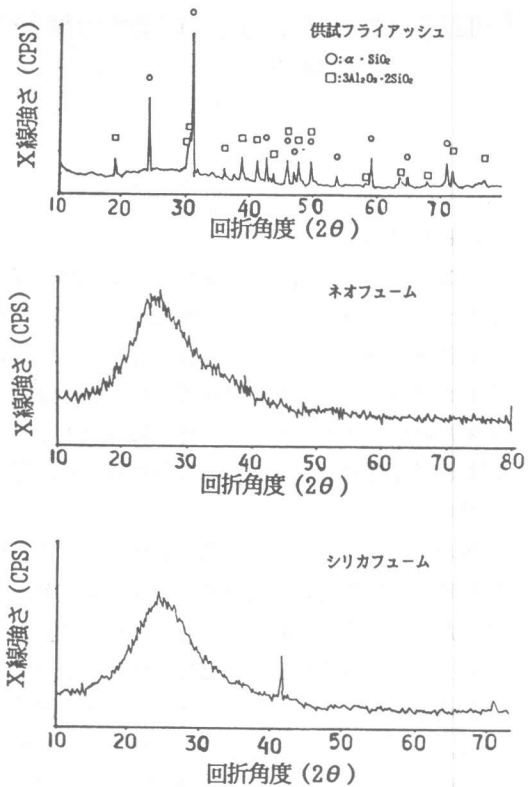 供試フライアッシュ
○:α・SiO₂
□:3Al₂O₃・2SiO₂
X線強さ (CPS)
10 20 30 40 50 60 70
回折角度 (2θ)
ネオフューム
X線強さ (CPS)
10 20 30 40 50 60 70 80
回折角度 (2θ)
シリカフューム
X線強さ (CPS)
10 20 30 40 50 60 70
回折角度 (2θ)